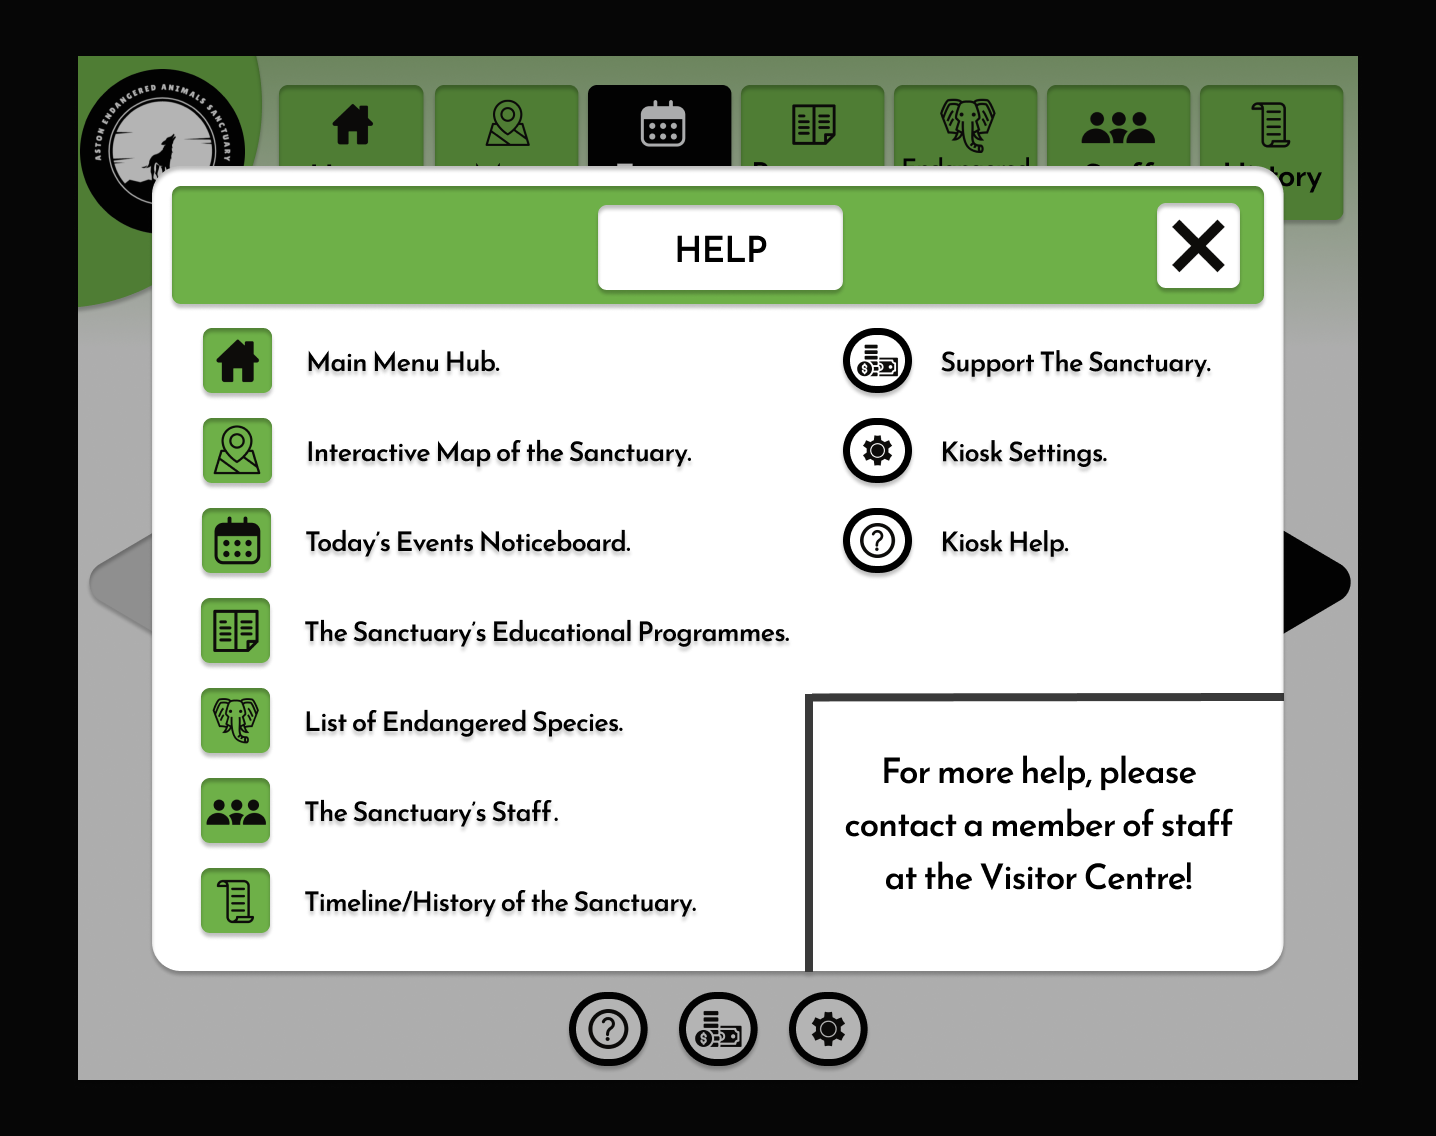 ASTON ENDANGERED ANIMALS SANCTUARY
HELP
Main Menu Hub.
Support The Sanctuary.
Interactive Map of the Sanctuary.
Kiosk Settings.
Today's Events Noticeboard.
Kiosk Help.
The Sanctuary's Educational Programmes.
List of Endangered Species.
The Sanctuary's Staff.
Timeline/History of the Sanctuary.
For more help, please
contact a member of staff
at the Visitor Centre!